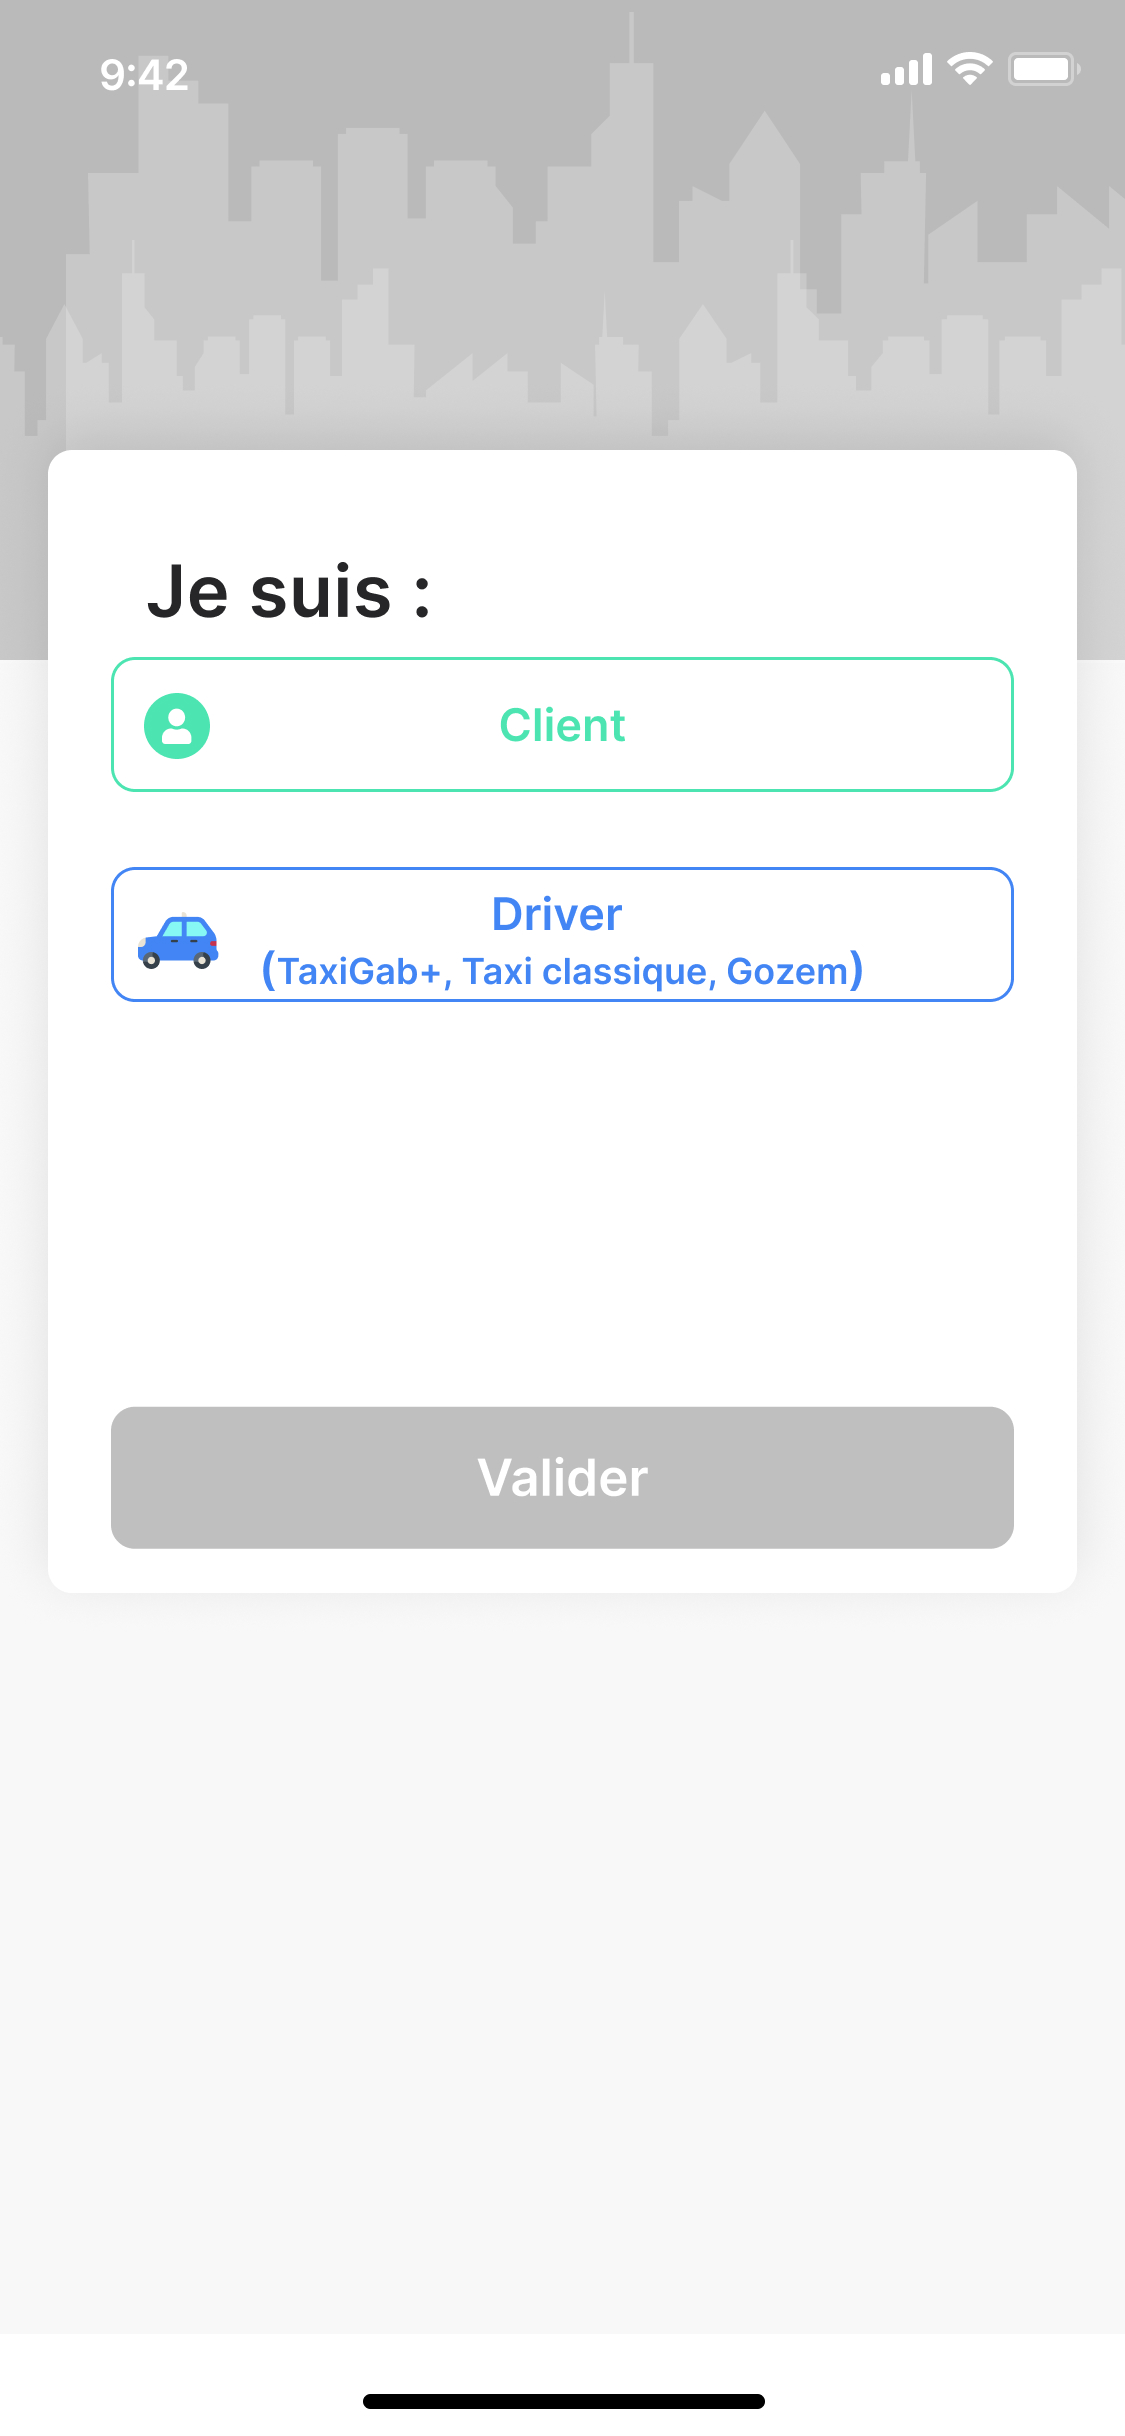 9:42
Je suis :
Client
Driver
(TaxiGab+, Taxi classique, Gozem)
Valider